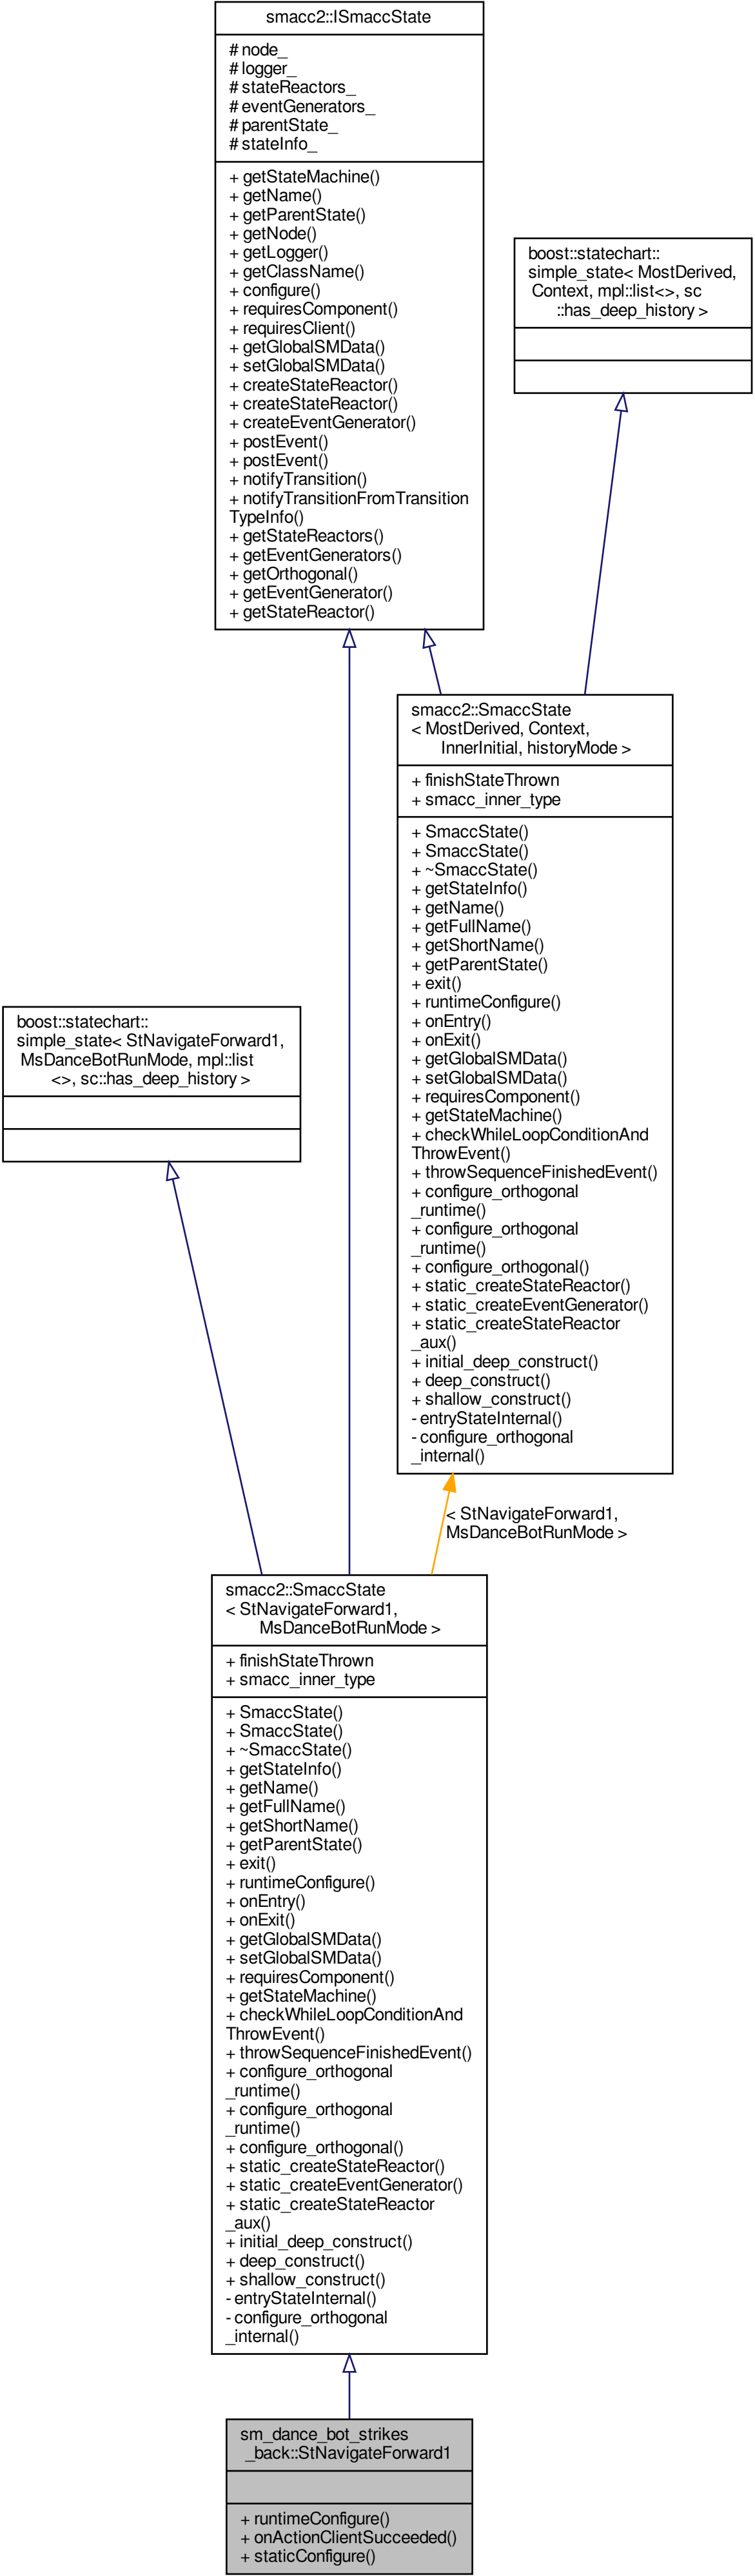 smacc2::ISmaccState
# node_
# logger_
# stateReactors_
# eventGenerators_
# parentState_
# stateInfo_
+ getStateMachine()
+ getName()
+ getParentState()
+ getNode()
+ getLogger()
+ getClassName()
+ configure()
+ requiresComponent()
+ requiresClient()
+ getGlobalSMData()
+ setGlobalSMData()
+ createStateReactor()
+ createStateReactor()
+ createEventGenerator()
+ postEvent()
+ postEvent()
+ notifyTransition()
+ notifyTransitionFromTransition
TypeInfo()
+ getStateReactors()
+ getEventGenerators()
+ getOrthogonal()
+ getEventGenerator()
+ getStateReactor()
boost::statechart::
simple_state< MostDerived,
Context, mpl::list<>, sc
::has_deep_history >
smacc2::SmaccState
< MostDerived, Context,
InnerInitial, historyMode >
+ finishStateThrown
+ smacc_inner_type
+ SmaccState()
+ SmaccState()
+ ~SmaccState()
+ getStateInfo()
+ getName()
+ getFullName()
+ getShortName()
+ getParentState()
+ exit()
+ runtimeConfigure()
+ onEntry()
+ onExit()
+ getGlobalSMData()
+ setGlobalSMData()
+ requiresComponent()
+ getStateMachine()
+ checkWhileLoopConditionAnd
ThrowEvent()
+ throwSequenceFinishedEvent()
+ configure_orthogonal
_runtime()
+ configure_orthogonal
_runtime()
+ configure_orthogonal()
+ static_createStateReactor()
+ static_createEventGenerator()
+ static_createStateReactor
_aux()
+ initial_deep_construct()
+ deep_construct()
+ shallow_construct()
- entryStateInternal()
- configure_orthogonal
_internal()
boost::statechart::
simple_state< StNavigateForward1,
MsDanceBotRunMode, mpl::list
<>, sc::has_deep_history >
< StNavigateForward1,
MsDanceBotRunMode >
smacc2::SmaccState
< StNavigateForward1,
MsDanceBotRunMode >
+ finishStateThrown
+ smacc_inner_type
+ SmaccState()
+ SmaccState()
+ ~SmaccState()
+ getStateInfo()
+ getName()
+ getFullName()
+ getShortName()
+ getParentState()
+ exit()
+ runtimeConfigure()
+ onEntry()
+ onExit()
+ getGlobalSMData()
+ setGlobalSMData()
+ requiresComponent()
+ getStateMachine()
+ checkWhileLoopConditionAnd
ThrowEvent()
+ throwSequenceFinishedEvent()
+ configure_orthogonal
_runtime()
+ configure_orthogonal
_runtime()
+ configure_orthogonal()
+ static_createStateReactor()
+ static_createEventGenerator()
+ static_createStateReactor
_aux()
+ initial_deep_construct()
+ deep_construct()
+ shallow_construct()
- entryStateInternal()
- configure_orthogonal
_internal()
sm_dance_bot_strikes
_back::StNavigateForward1
+ runtimeConfigure()
+ onActionClientSucceeded()
+ staticConfigure()